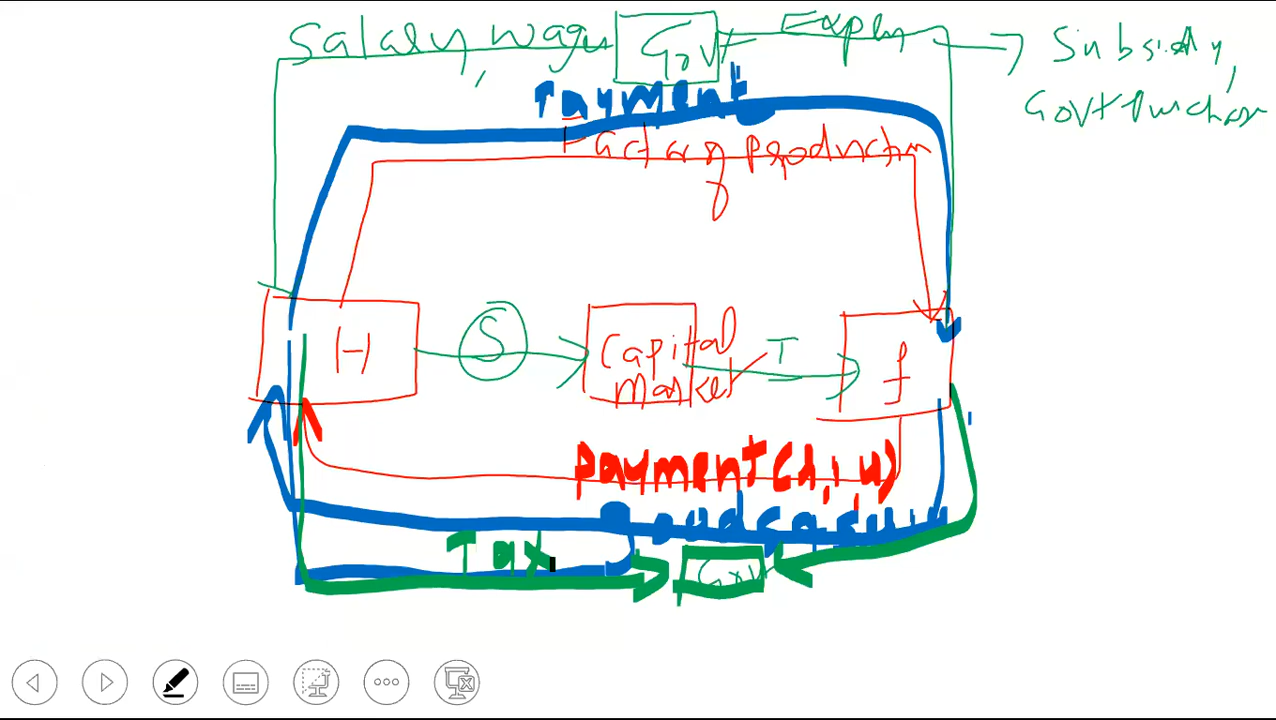 Salary, wage Govt Expen
Subsidy,
Govt Purchase
Payment
Factor of production
H S Capital I f
market
payment (
Tax Govt